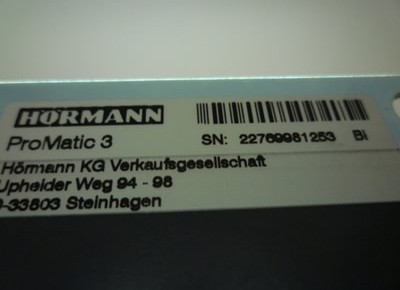 HÖRMANN
ProMatic 3 SN: 22769981253 BI
Hörmann KG Verkaufsgesellschaft
Upheider Weg 94 - 98
-33803 Steinhagen